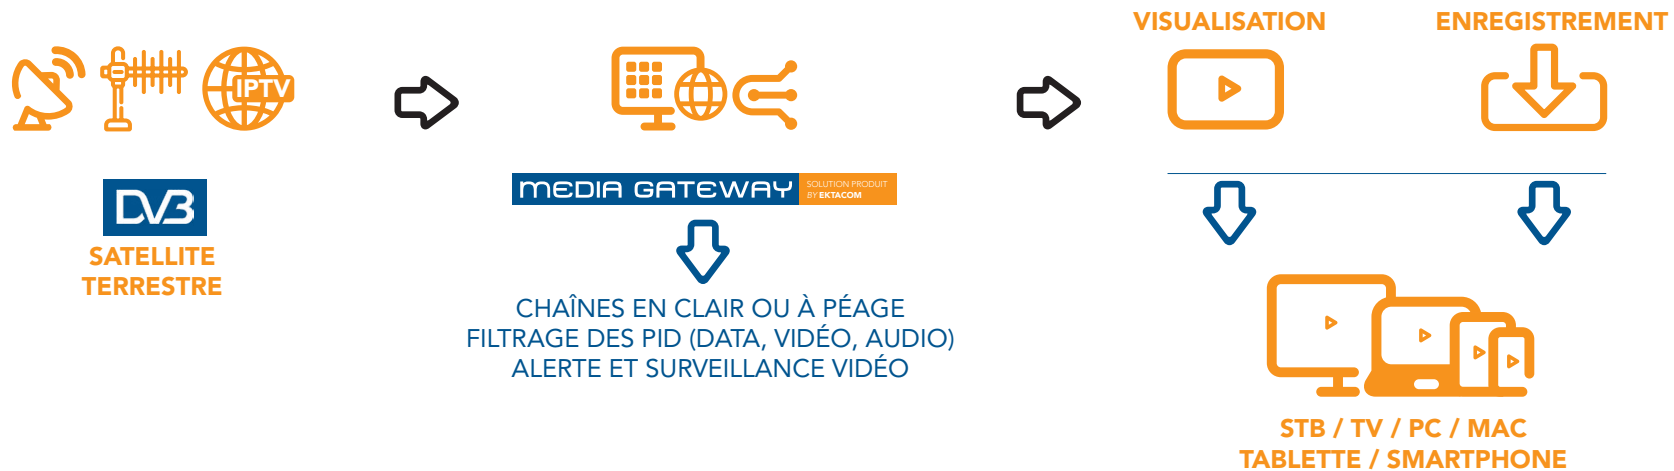 IPTV
DVB
SATELLITE
TERRESTRE
MEDIA GATEWAY
SOLUTION PRODUIT
BY EKTACOM
CHAÎNES EN CLAIR OU À PÉAGE
FILTRAGE DES PID (DATA, VIDÉO, AUDIO)
ALERTE ET SURVEILLANCE VIDÉO
VISUALISATION
ENREGISTREMENT
STB / TV / PC / MAC
TABLETTE / SMARTPHONE